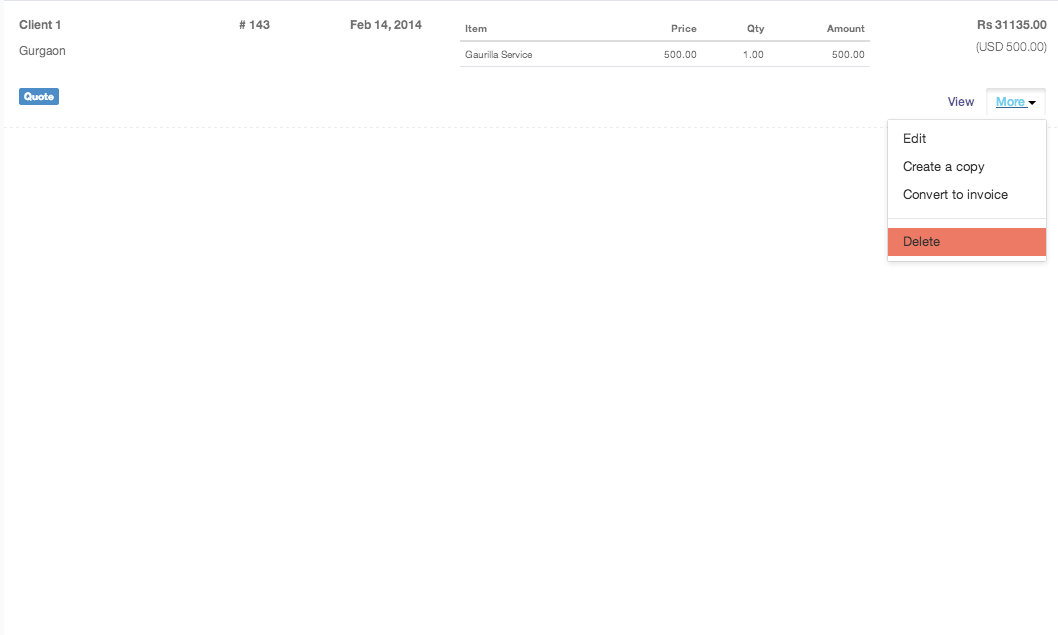 Client 1
# 143
Feb 14, 2014
Item Price Qty Amount
Gaurilla Service 500.00 1.00 500.00
Rs 31135.00
(USD 500.00)
Gurgaon
Quote
View More
Edit
Create a copy
Convert to invoice
Delete